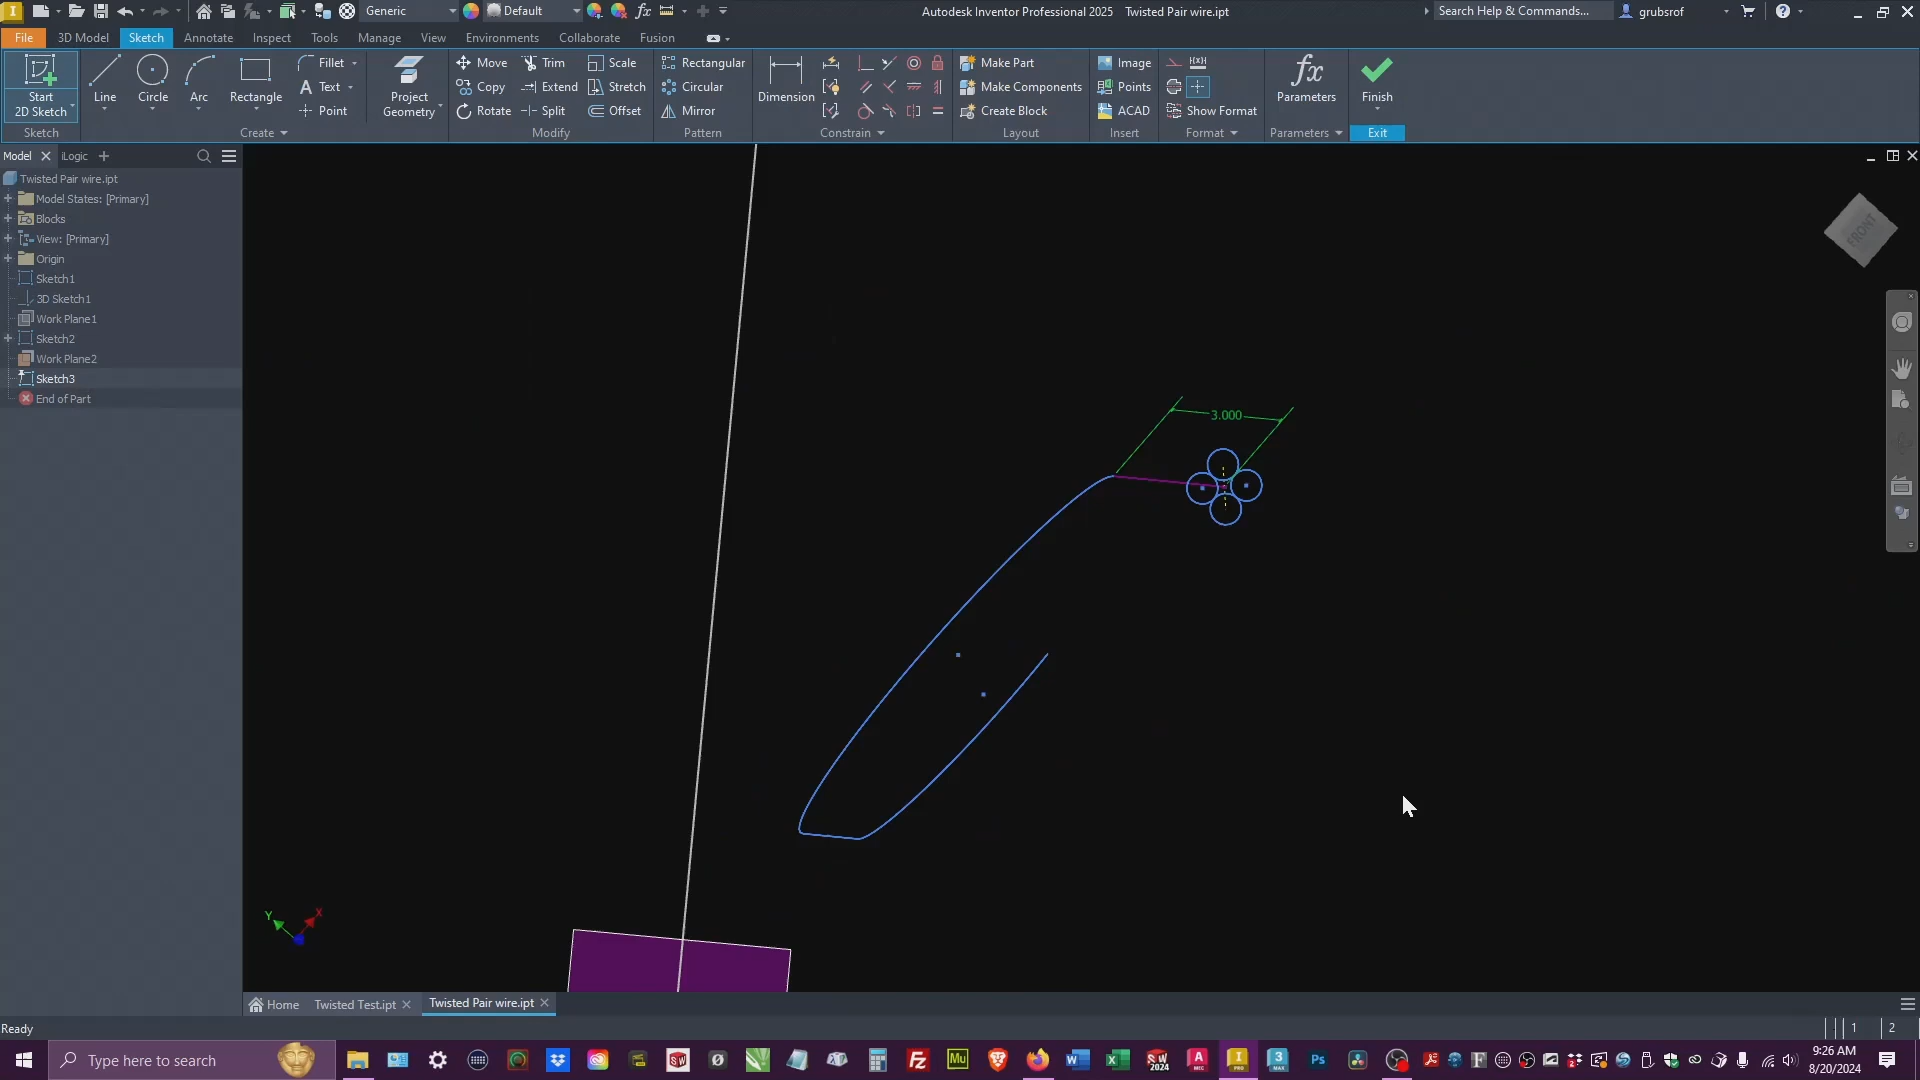 Generic Default Autodesk Inventor Professional 2025 Twisted Pair wire.ipt Search Help & Commands... grubsrof
File 3D Model Sketch Annotate Inspect Tools Manage View Environments Collaborate Fusion
Start
2D Sketch
Line
Circle
Arc
Rectangle
Fillet
Text
Point
Project
Geometry
Move Trim Scale
Copy Extend Stretch
Rotate Split Offset
Rectangular
Circular
Mirror
Dimension
Make Part
Make Components
Create Block
Image
Points
ACAD
Show Format
fx
Parameters
Finish
Sketch Create Modify Pattern Constrain Layout Insert Format Parameters Exit
Model iLogic
Twisted Pair wire.ipt
Model States: [Primary]
Blocks
View: [Primary]
Origin
Sketch1
3D Sketch1
Work Plane1
Sketch2
Work Plane2
Sketch3
End of Part
FRONT
3.000
Y X
Home Twisted Test.ipt Twisted Pair wire.ipt
Ready 1 2
Type here to search
9:26 AM
8/20/2024